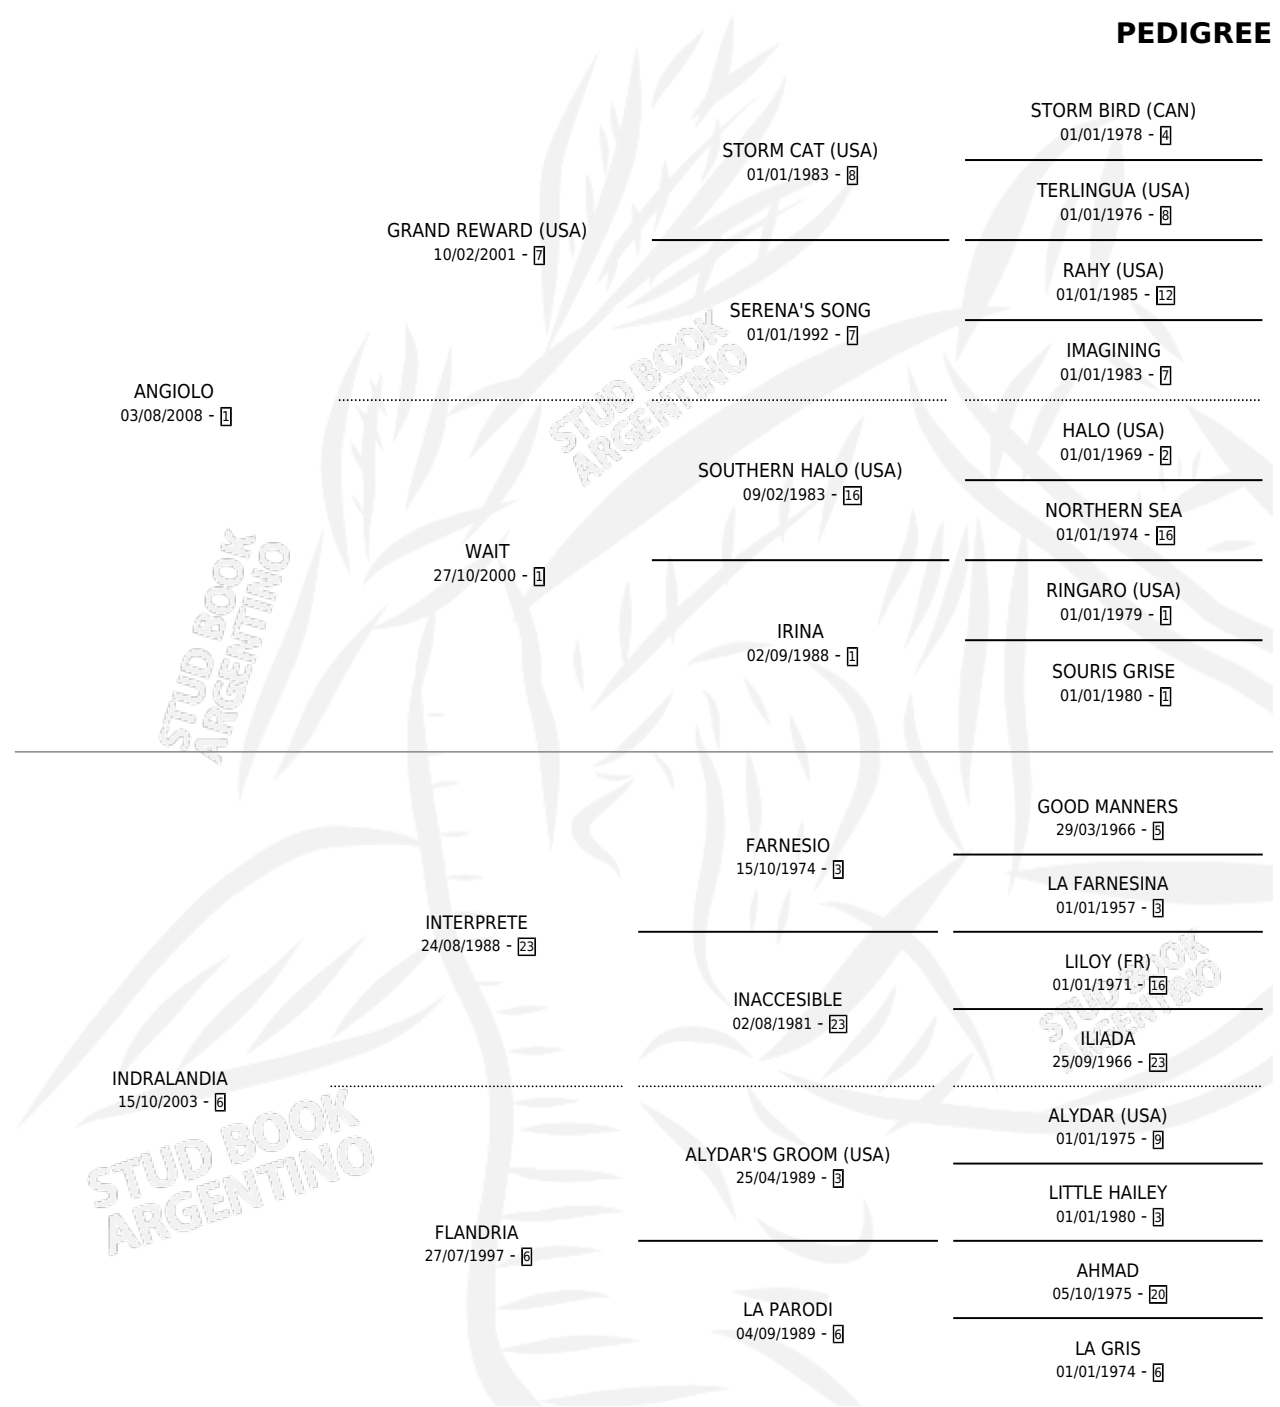 PEDIGREE
STORM BIRD (CAN)
01/01/1978 - 4
STORM CAT (USA)
01/01/1983 - 8
TERLINGUA (USA)
01/01/1976 - 8
GRAND REWARD (USA)
10/02/2001 - 7
RAHY (USA)
01/01/1985 - 12
SERENA'S SONG
01/01/1992 - 7
IMAGINING
01/01/1983 - 7
ANGIOLO
03/08/2008 - 1
HALO (USA)
01/01/1969 - 2
SOUTHERN HALO (USA)
09/02/1983 - 16
NORTHERN SEA
01/01/1974 - 16
WAIT
27/10/2000 - 1
RINGARO (USA)
01/01/1979 - 1
IRINA
02/09/1988 - 1
SOURIS GRISE
01/01/1980 - 1
GOOD MANNERS
29/03/1966 - 5
FARNESIO
15/10/1974 - 3
LA FARNESINA
01/01/1957 - 3
INTERPRETE
24/08/1988 - 23
LILOY (FR)
01/01/1971 - 16
INACCESIBLE
02/08/1981 - 23
ILIADA
25/09/1966 - 23
INDRALANDIA
15/10/2003 - 6
ALYDAR (USA)
01/01/1975 - 9
ALYDAR'S GROOM (USA)
25/04/1989 - 3
LITTLE HAILEY
01/01/1980 - 3
FLANDRIA
27/07/1997 - 6
AHMAD
05/10/1975 - 20
LA PARODI
04/09/1989 - 6
LA GRIS
01/01/1974 - 6
STUD BOOK
ARGENTINO
STUD BOOK
ARGENTINO
STUD BOOK
ARGENTINO
STUD BOOK
ARGENTINO